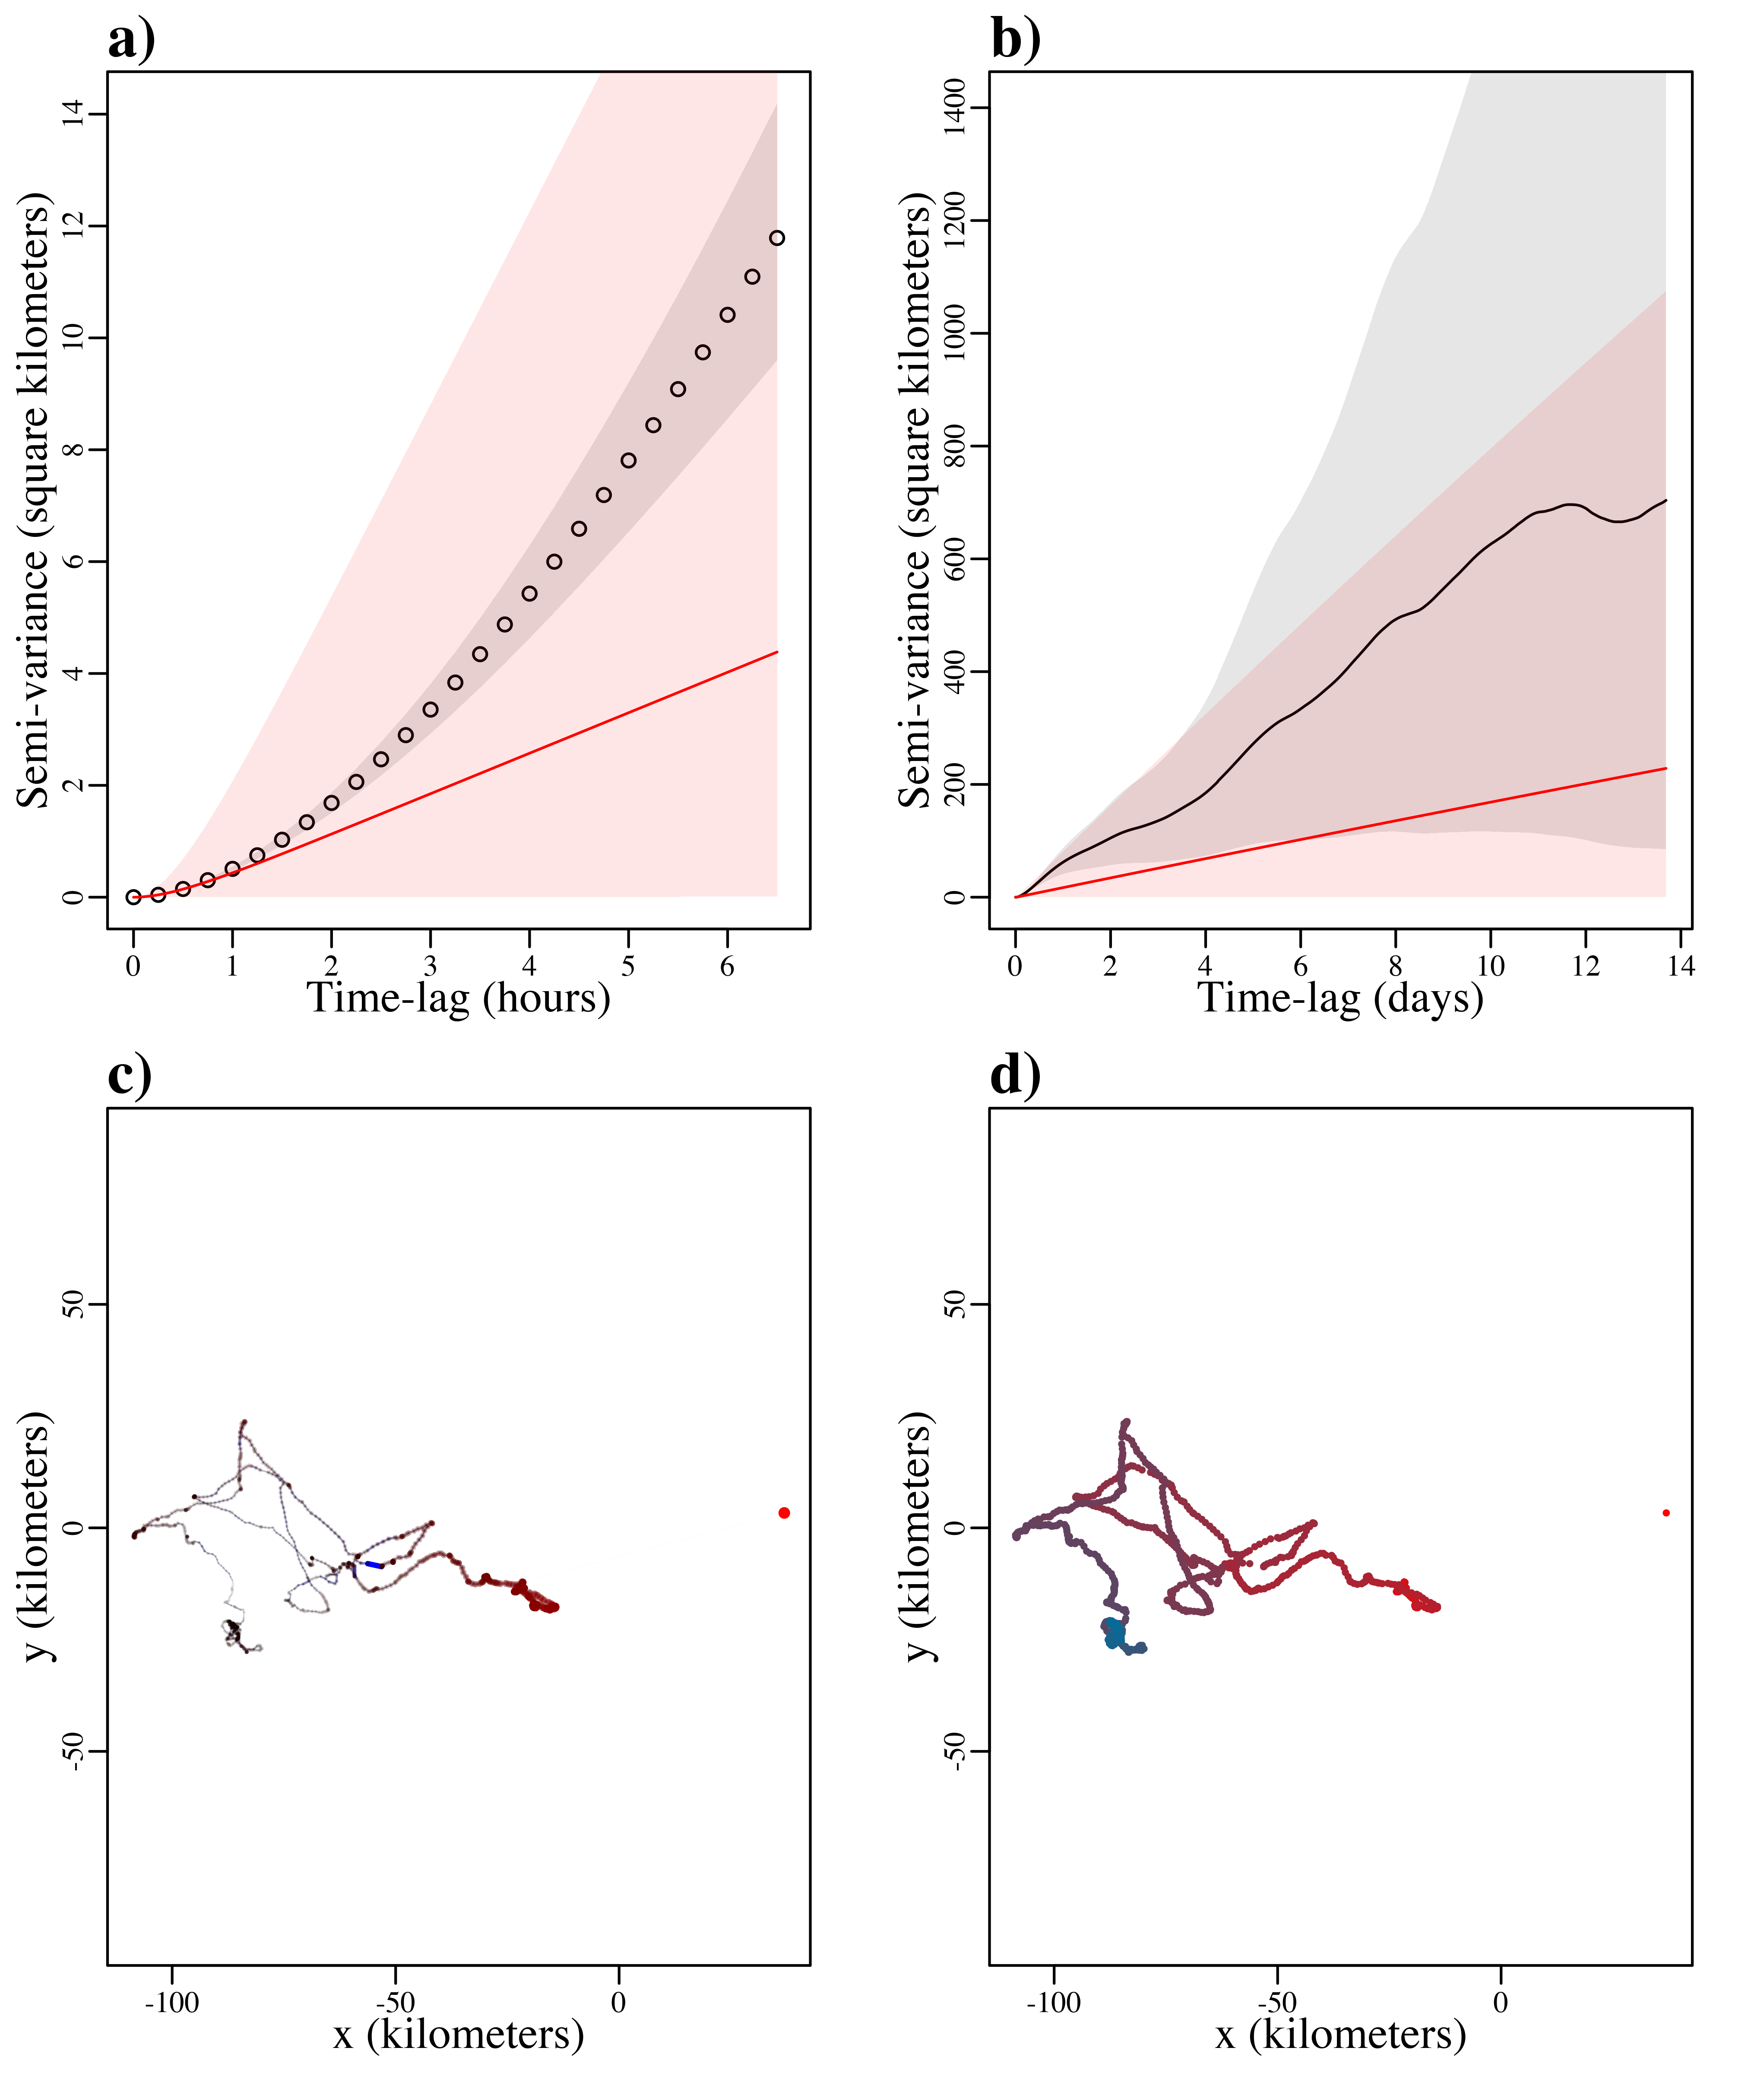 a)
Semi-variance (square kilometers)
0 2 4 6 8 10 12 14
0 1 2 3 4 5 6
Time-lag (hours)
b)
Semi-variance (square kilometers)
0 200 400 600 800 1000 1200 1400
0 2 4 6 8 10 12 14
Time-lag (days)
c)
y (kilometers)
-50 0 50
-100 -50 0
x (kilometers)
d)
y (kilometers)
-50 0 50
-100 -50 0
x (kilometers)